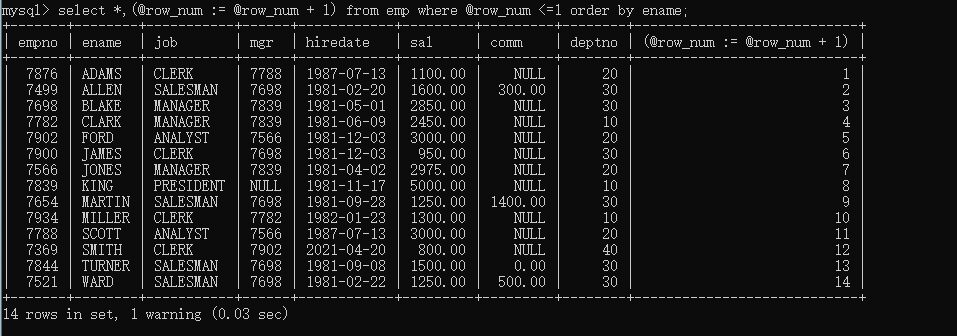 mysql> select *,(@row_num := @row_num + 1) from emp where @row_num <=1 order by ename;
+-------+--------+-----------+------+------------+---------+---------+--------+---------------------------+
| empno | ename | job | mgr | hiredate | sal | comm | deptno | (@row_num := @row_num + 1) |
+-------+--------+-----------+------+------------+---------+---------+--------+---------------------------+
| 7876 | ADAMS | CLERK | 7788 | 1987-07-13 | 1100.00 | NULL | 20 | 1 |
| 7499 | ALLEN | SALESMAN | 7698 | 1981-02-20 | 1600.00 | 300.00 | 30 | 2 |
| 7698 | BLAKE | MANAGER | 7839 | 1981-05-01 | 2850.00 | NULL | 30 | 3 |
| 7782 | CLARK | MANAGER | 7839 | 1981-06-09 | 2450.00 | NULL | 10 | 4 |
| 7902 | FORD | ANALYST | 7566 | 1981-12-03 | 3000.00 | NULL | 20 | 5 |
| 7900 | JAMES | CLERK | 7698 | 1981-12-03 | 950.00 | NULL | 30 | 6 |
| 7566 | JONES | MANAGER | 7839 | 1981-04-02 | 2975.00 | NULL | 20 | 7 |
| 7839 | KING | PRESIDENT | NULL | 1981-11-17 | 5000.00 | NULL | 10 | 8 |
| 7654 | MARTIN | SALESMAN | 7698 | 1981-09-28 | 1250.00 | 1400.00 | 30 | 9 |
| 7934 | MILLER | CLERK | 7782 | 1982-01-23 | 1300.00 | NULL | 10 | 10 |
| 7788 | SCOTT | ANALYST | 7566 | 1987-07-13 | 3000.00 | NULL | 20 | 11 |
| 7369 | SMITH | CLERK | 7902 | 2021-04-20 | 800.00 | NULL | 40 | 12 |
| 7844 | TURNER | SALESMAN | 7698 | 1981-09-08 | 1500.00 | 0.00 | 30 | 13 |
| 7521 | WARD | SALESMAN | 7698 | 1981-02-22 | 1250.00 | 500.00 | 30 | 14 |
+-------+--------+-----------+------+------------+---------+---------+--------+---------------------------+
14 rows in set, 1 warning (0.03 sec)